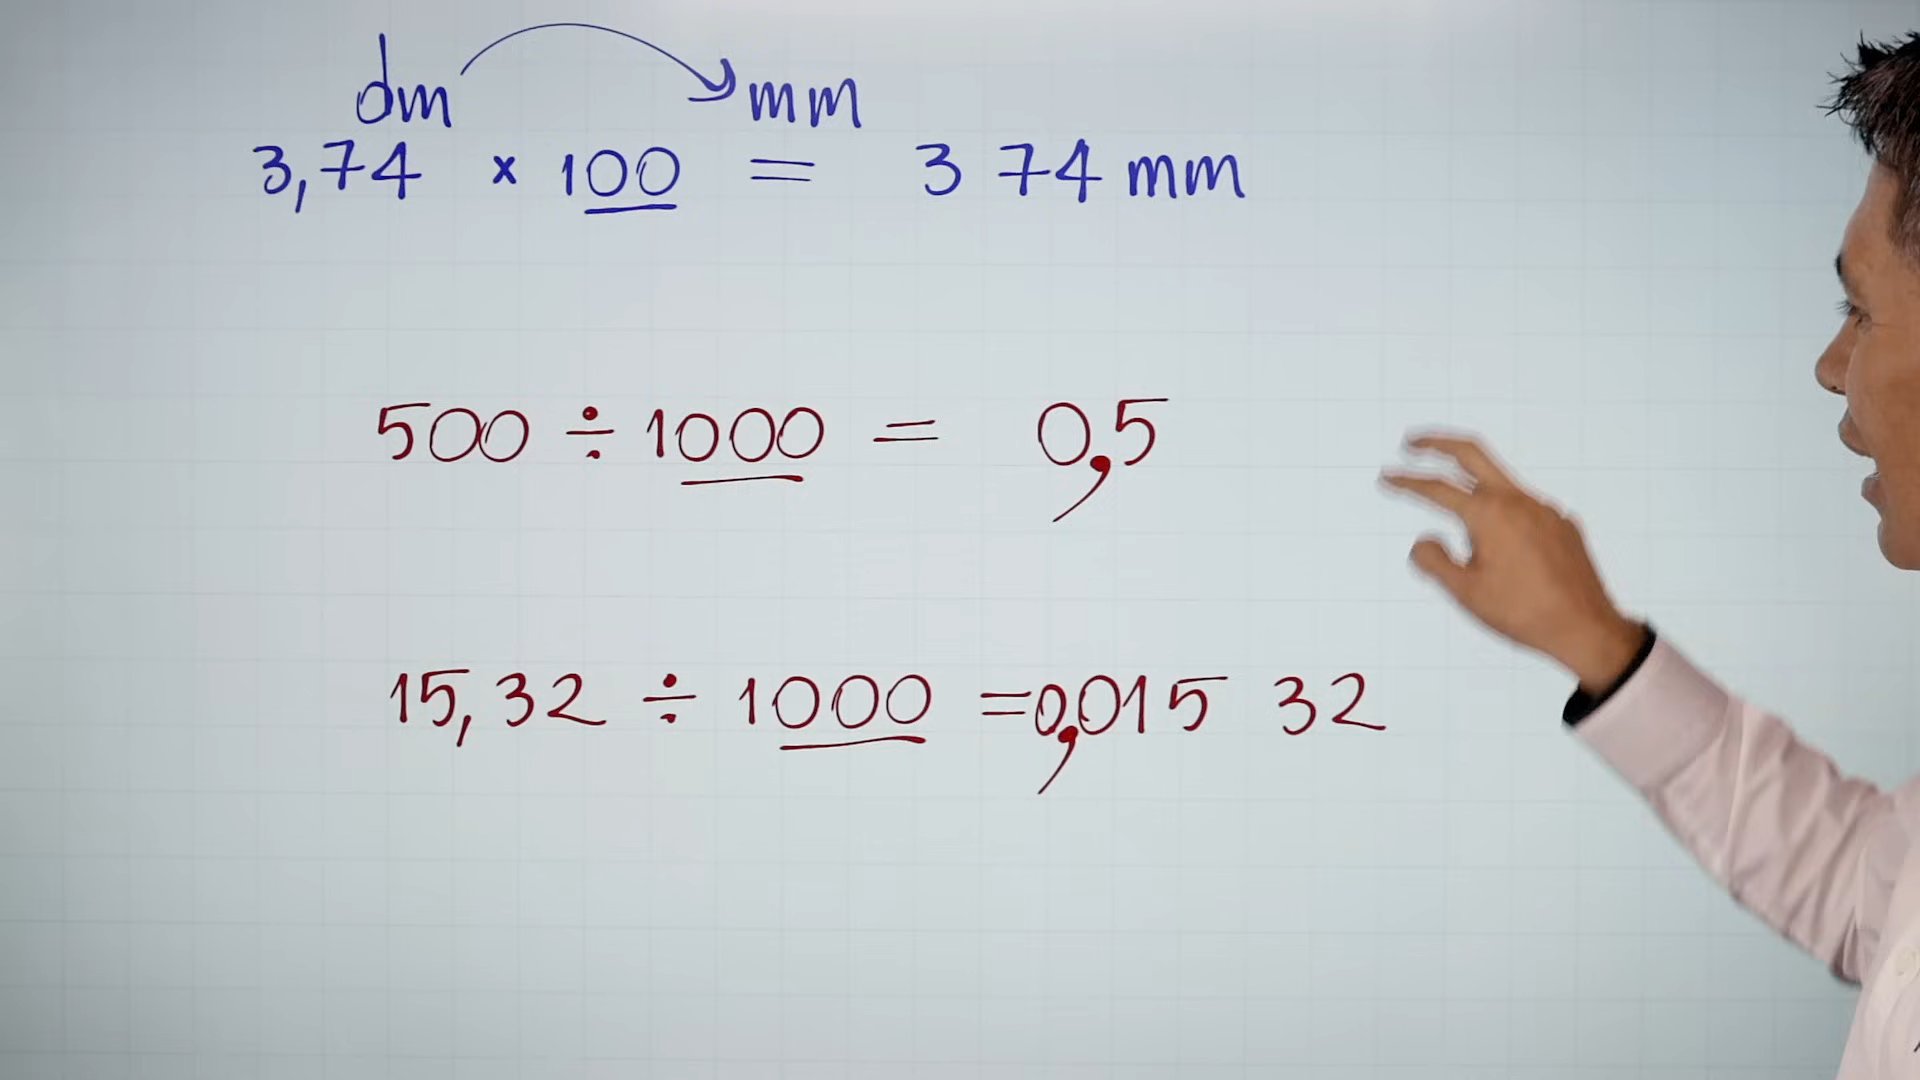 dm mm
3,74 × 100 = 3 74 mm
500 ÷ 1000 = 0,5
15,32 ÷ 1000 = 0,015 32